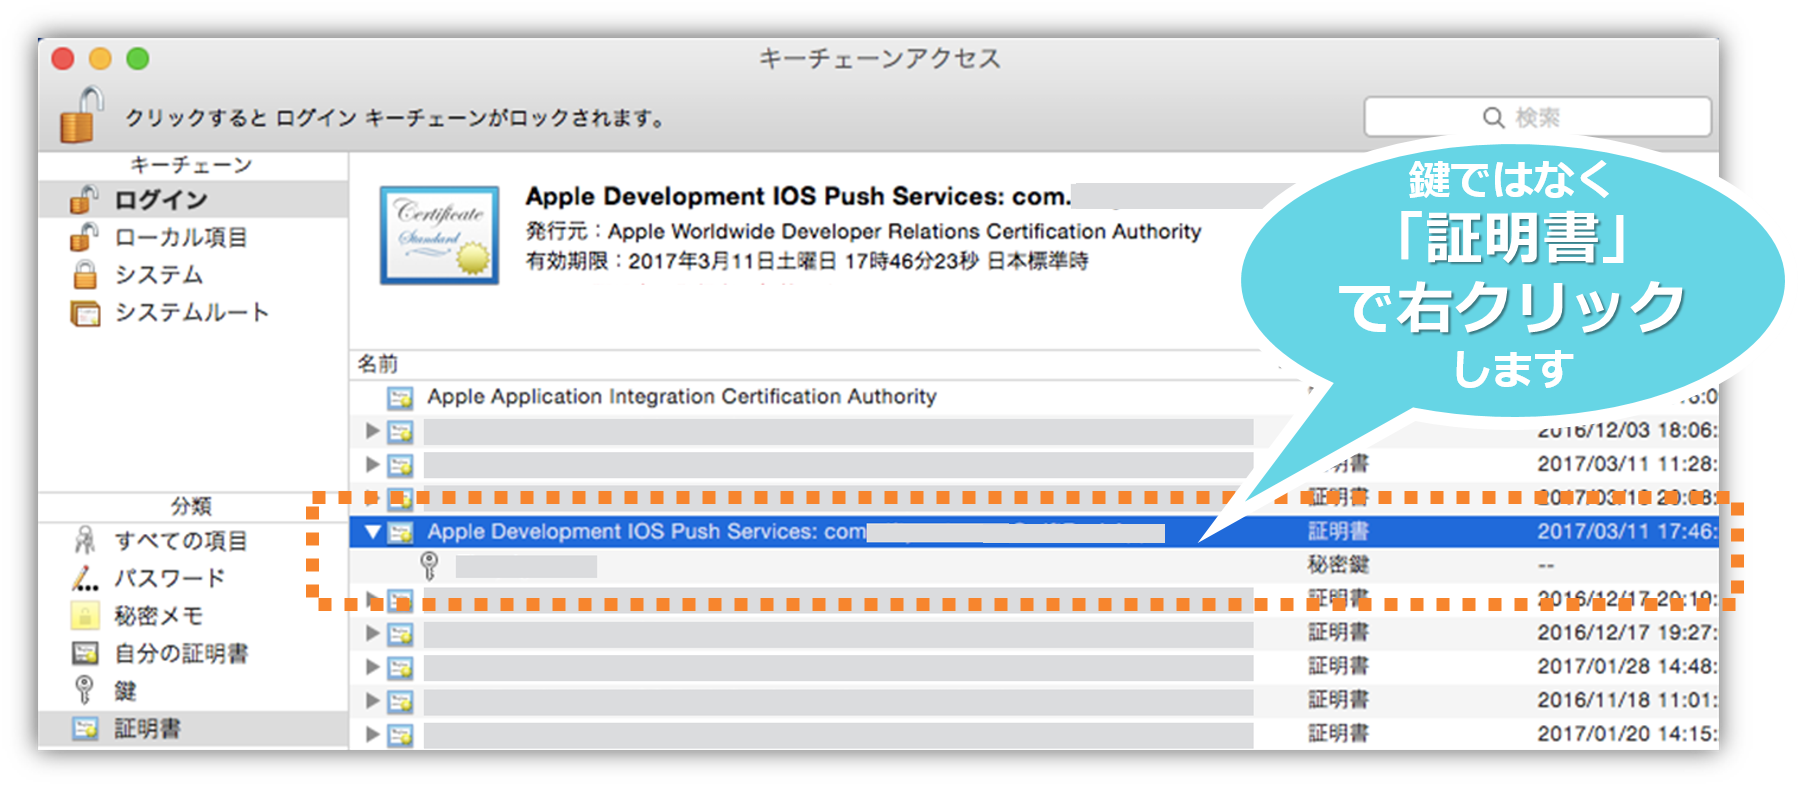 キーチェーンアクセス
クリックすると ログイン キーチェーンがロックされます。
検索
キーチェーン
ログイン
ローカル項目
システム
システムルート
Apple Development IOS Push Services: com.
発行元：Apple Worldwide Developer Relations Certification Authority
有効期限：2017年3月11日土曜日 17時46分23秒 日本標準時
鍵ではなく
「証明書」
で右クリック
します
名前
Apple Application Integration Certification Authority
2016/12/03 18:06:
証明書 2017/03/11 11:28:
証明書
Apple Development IOS Push Services: com 証明書 2017/03/11 17:46:
秘密鍵 --
証明書 2016/12/17 20:19:
証明書 2016/12/17 19:27:
証明書 2017/01/28 14:48:
証明書 2016/11/18 11:01:
証明書 2017/01/20 14:15:
分類
すべての項目
パスワード
秘密メモ
自分の証明書
鍵
証明書